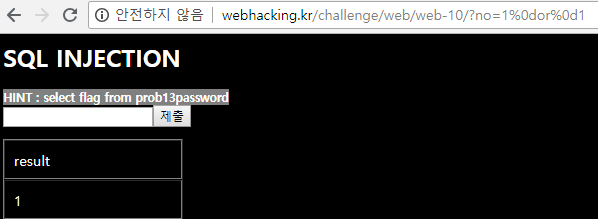 안전하지 않음 | webhacking.kr/challenge/web/web-10/?no=1%0dor%0d1
SQL INJECTION
HINT : select flag from prob13password
제출
result
1